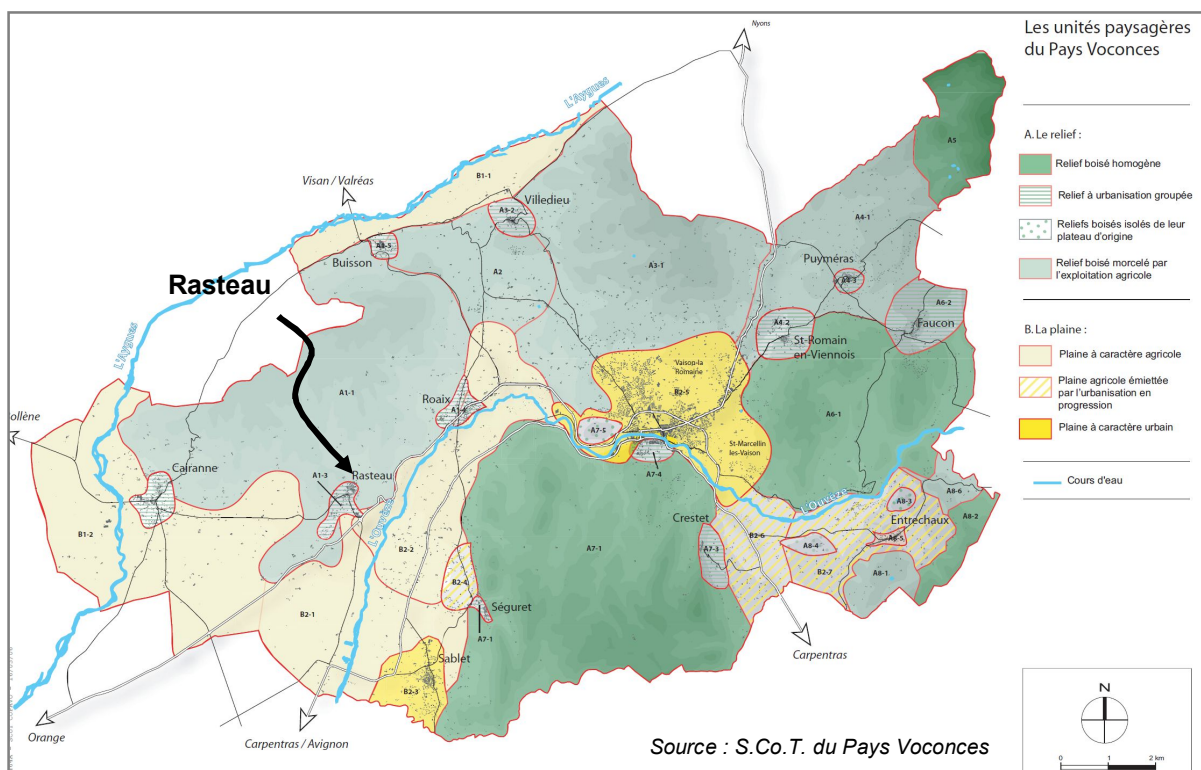 Les unités paysagères
du Pays Voconces
A. Le relief :
Relief boisé homogène
Relief à urbanisation groupée
Reliefs boisés isolés de leur
plateau d'origine
Relief boisé morcelé par
l'exploitation agricole
B. La plaine :
Plaine à caractère agricole
Plaine agricole émiettée
par l'urbanisation en
progression
Plaine à caractère urbain
Cours d'eau
N
0 1 2 km
Nyons
L'Aygues
A5
B1-1
Visan / Valréas
Villedieu
A3-2
A4-1
Buisson
A2
A3-1
Puyméras
Rasteau
A6-2
Faucon
A4-2
St-Romain
en-Viennois
L'Aygues
Vaison-la
Romaine
B2-5
A1-1
Roaix
A6-1
A7-5
St-Marcellin
les-Vaison
A7-4
Cairanne
A1-3
Rasteau
L'Ouvèze
A8-3
A8-6
A8-2
Entrechaux
A8-5
Crestet
B1-2
L'Ouvèze
B2-2
A7-1
A7-3
B2-6
A8-4
B2-7
A8-1
B2-4
Séguret
B2-1
A7-1
Sablet
B2-3
Carpentras
Orange
Carpentras / Avignon
Source : S.Co.T. du Pays Voconces